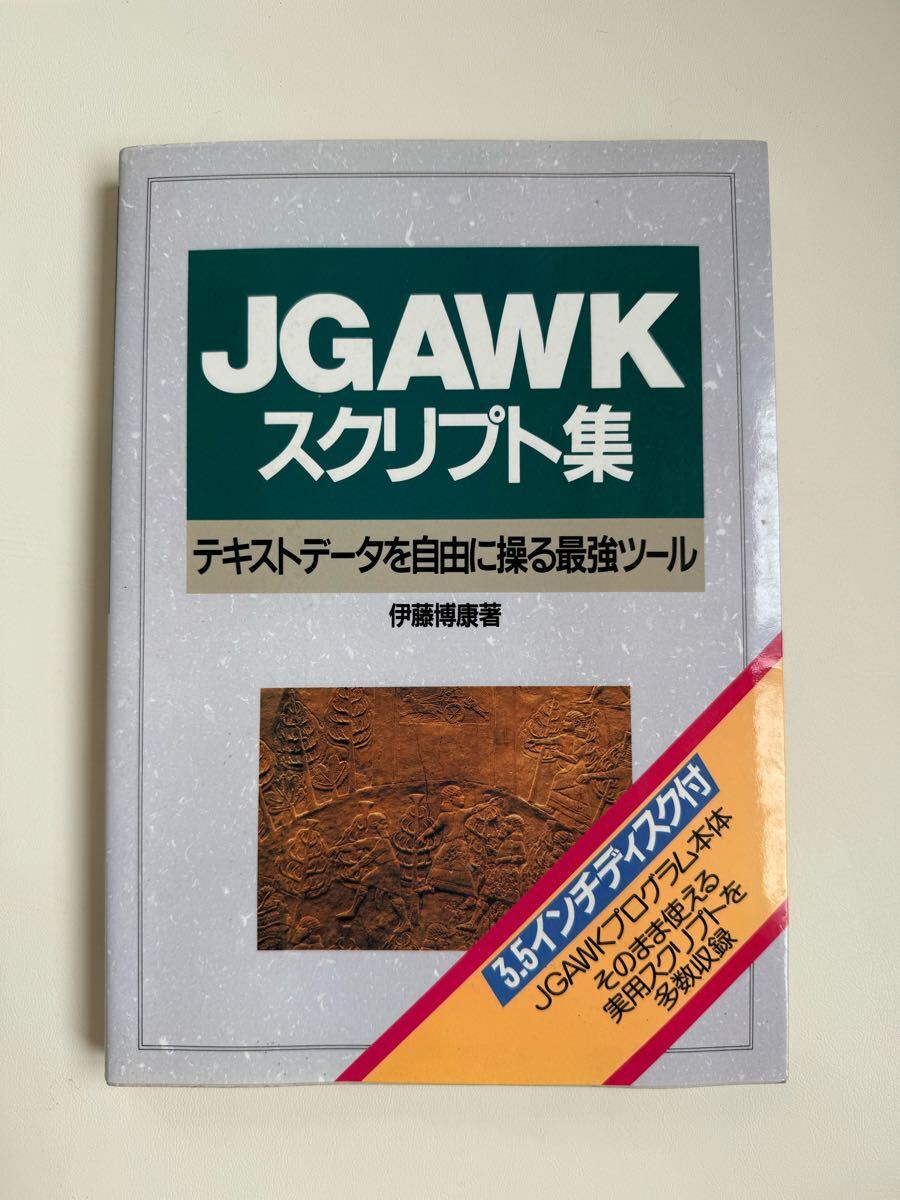 JGAWK
スクリプト集
テキストデータを自由に操る最強ツール
伊藤博康著
3.5インチディスク付
JGAWKプログラム本体
そのまま使える
実用スクリプトを
多数収録